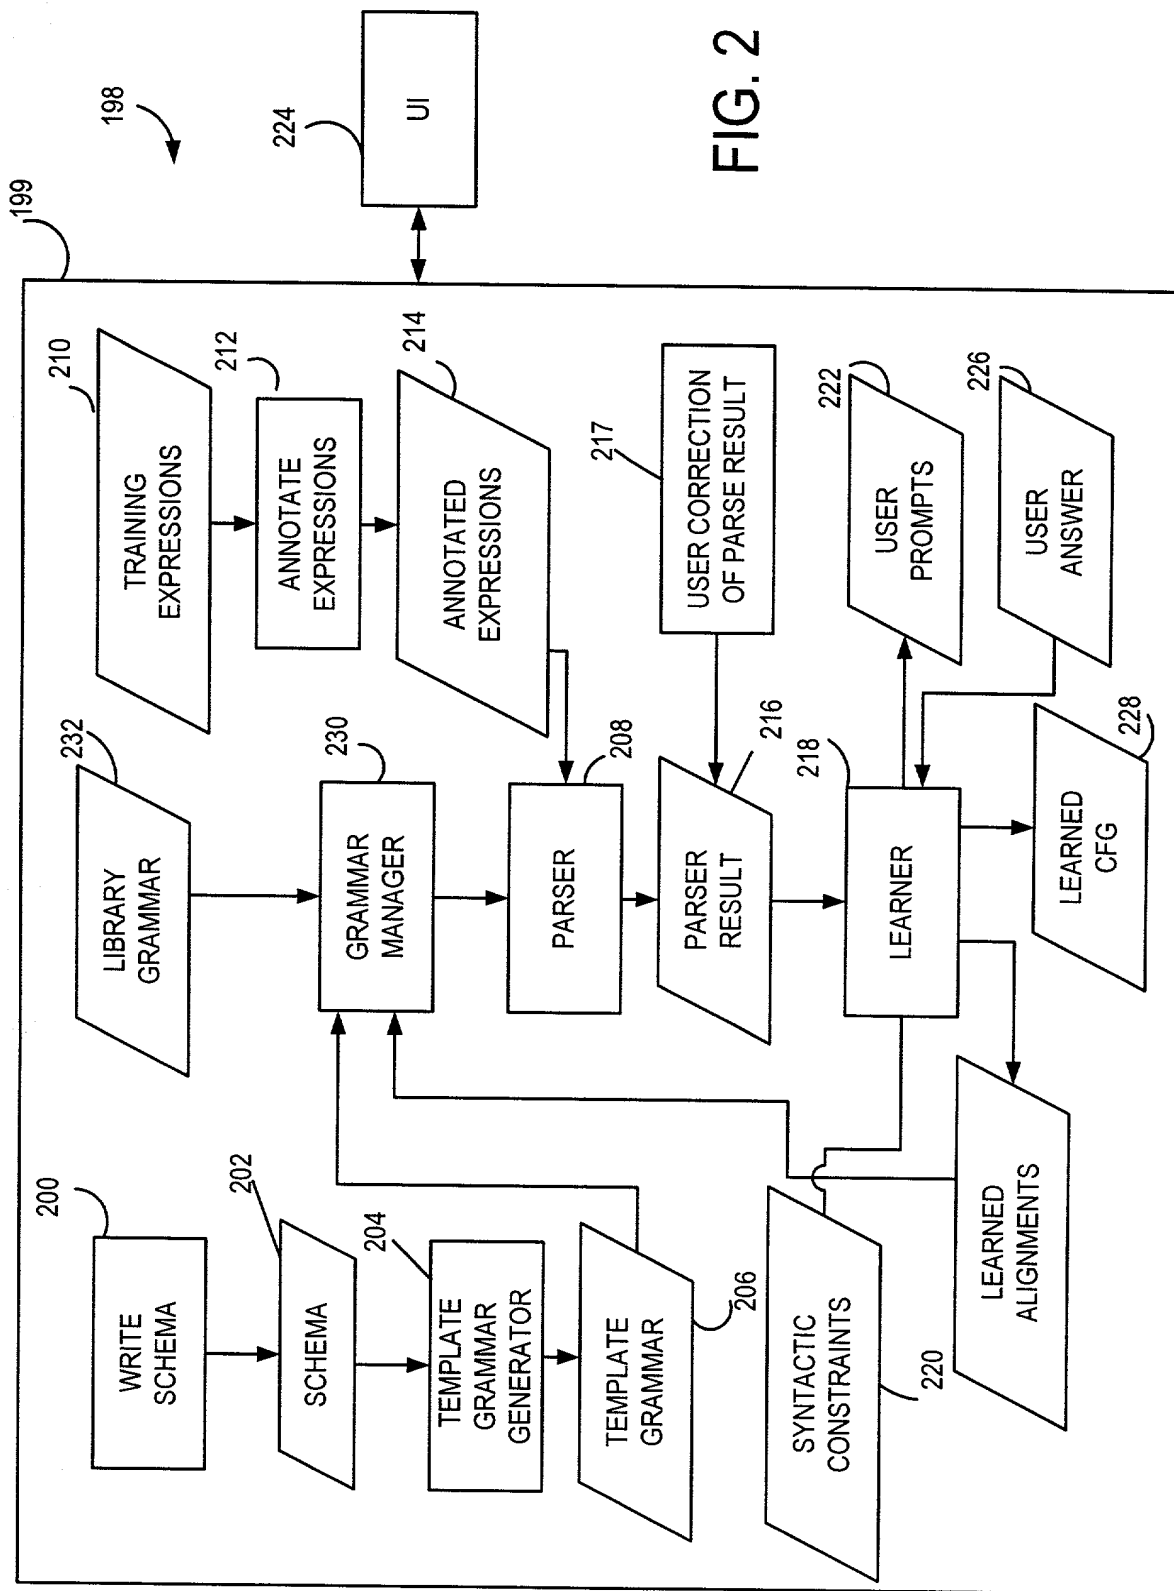 198
199
224
UI
FIG. 2
200
WRITE
SCHEMA
202
SCHEMA
204
TEMPLATE
GRAMMAR
GENERATOR
TEMPLATE
GRAMMAR
206
232
LIBRARY
GRAMMAR
230
GRAMMAR
MANAGER
208
PARSER
216
PARSER
RESULT
218
LEARNER
210
TRAINING
EXPRESSIONS
212
ANNOTATE
EXPRESSIONS
214
ANNOTATED
EXPRESSIONS
217
USER CORRECTION
OF PARSE RESULT
222
USER
PROMPTS
226
USER
ANSWER
228
LEARNED
CFG
SYNTACTIC
CONSTRAINTS
220
LEARNED
ALIGNMENTS